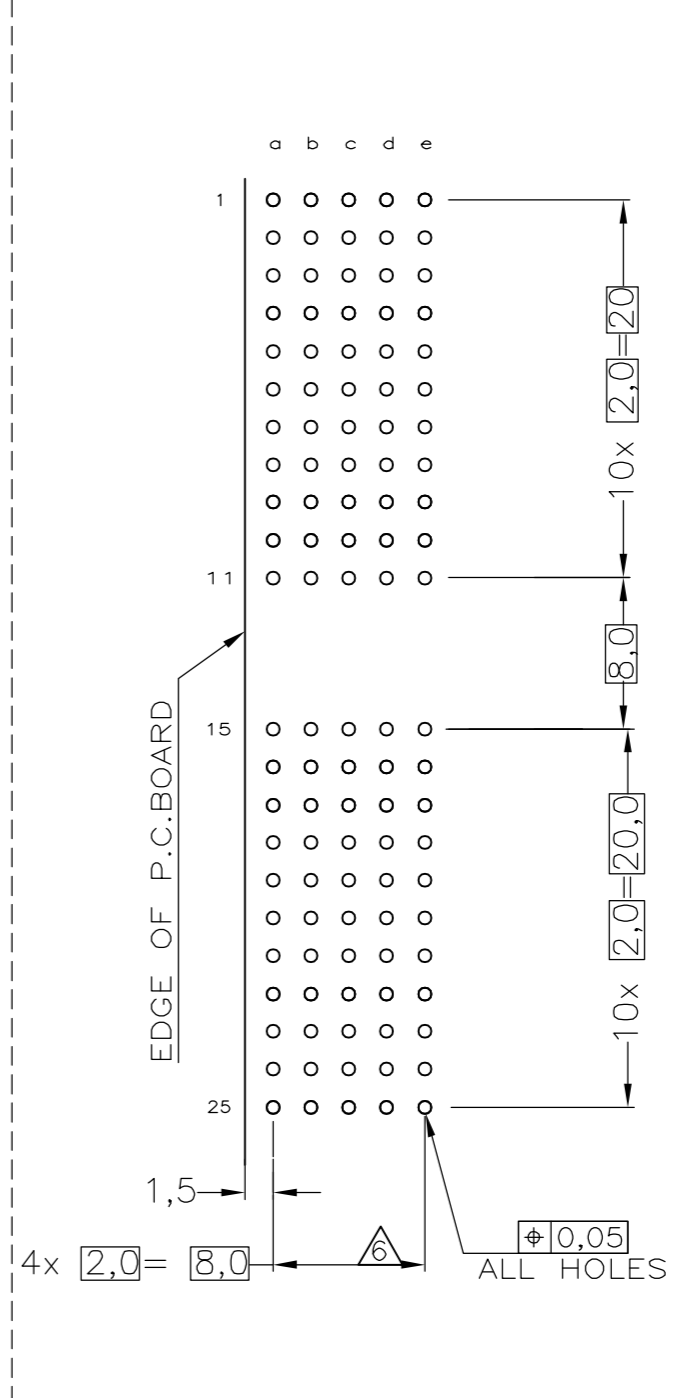 a b c d e
1
10x 2,0=20
11
8,0
EDGE OF P.C.BOARD
15
10x 2,0=20,0
25
1,5
4x 2,0= 8,0
6
⌖ 0,05
ALL HOLES